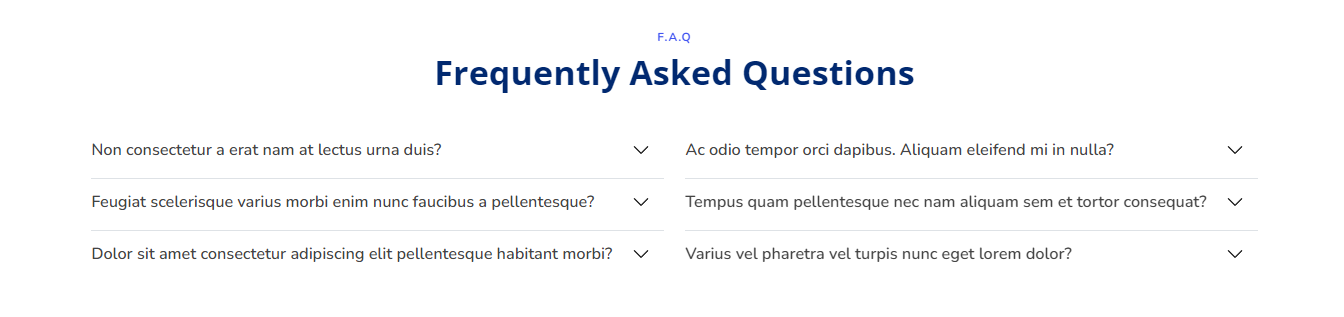 F.A.Q
Frequently Asked Questions
Non consectetur a erat nam at lectus urna duis?
Feugiat scelerisque varius morbi enim nunc faucibus a pellentesque?
Dolor sit amet consectetur adipiscing elit pellentesque habitant morbi?
Ac odio tempor orci dapibus. Aliquam eleifend mi in nulla?
Tempus quam pellentesque nec nam aliquam sem et tortor consequat?
Varius vel pharetra vel turpis nunc eget lorem dolor?